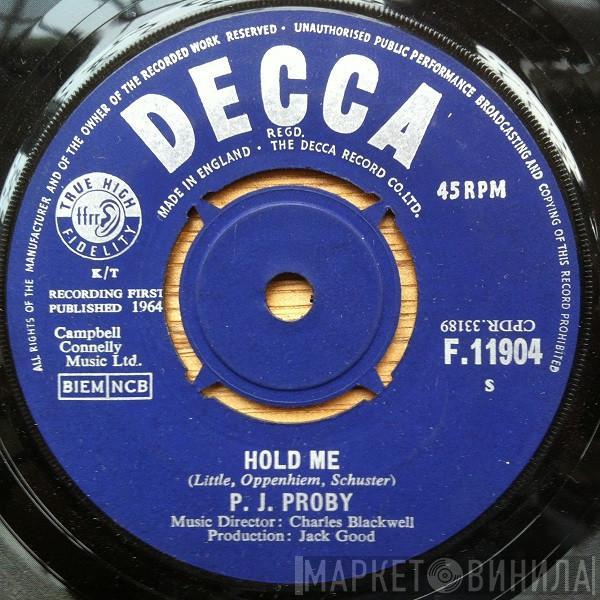 ALL RIGHTS OF THE MANUFACTURER AND OF THE OWNER OF THE RECORDED WORK RESERVED • UNAUTHORISED PUBLIC PERFORMANCE BROADCASTING AND COPYING OF THIS RECORD PROHIBITED
DECCA
REGD.
MADE IN ENGLAND • THE DECCA RECORD CO. LTD.
TRUE HIGH
ffrr
FIDELITY
45 RPM
K/T
RECORDING FIRST
PUBLISHED 1964
Campbell
Connelly
Music Ltd.
BIEM NCB
CPDR.33189
F.11904
S
HOLD ME
(Little, Oppenhiem, Schuster)
P. J. PROBY
Music Director: Charles Blackwell
Production: Jack Good
МАРКЕТ ВИНИЛА